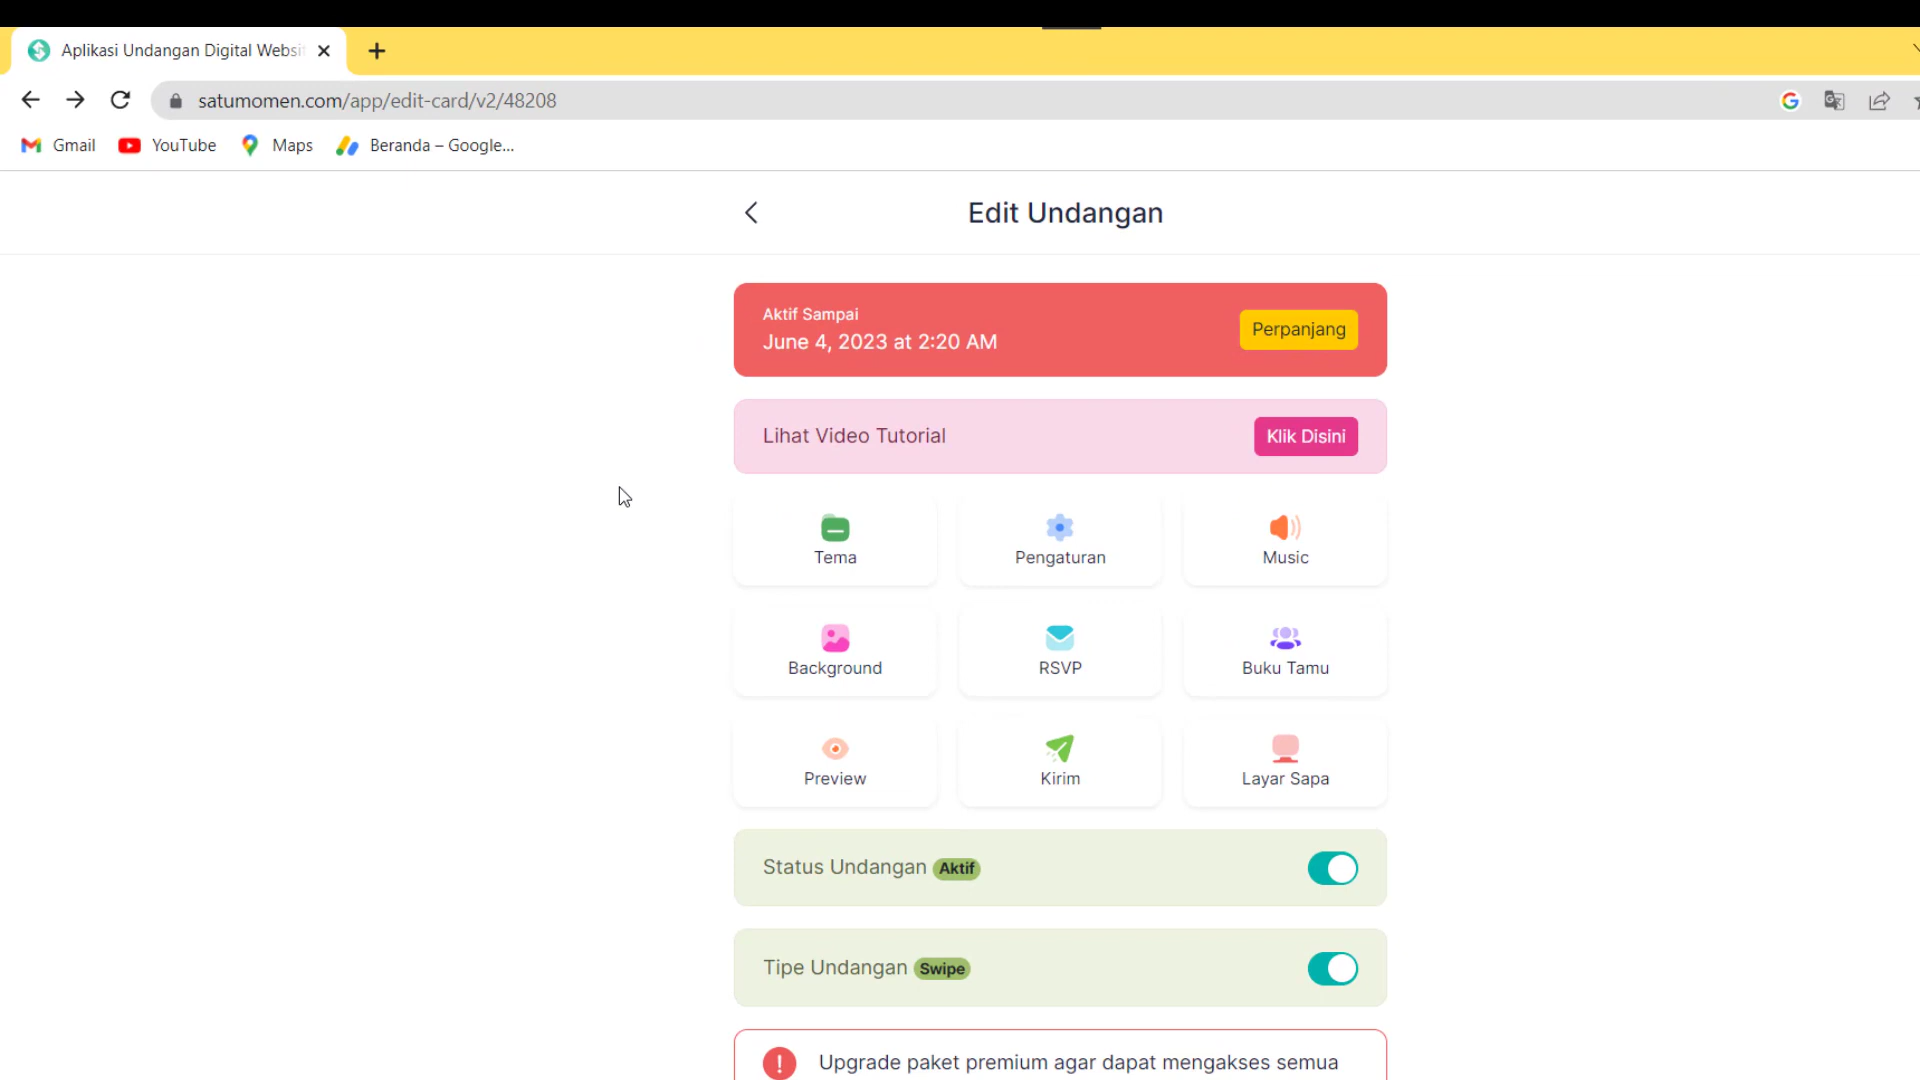 Aplikasi Undangan Digital Websi
satumomen.com/app/edit-card/v2/48208
Gmail
YouTube
Maps
Beranda – Google...
Edit Undangan
Aktif Sampai
June 4, 2023 at 2:20 AM
Perpanjang
Lihat Video Tutorial
Klik Disini
Tema
Pengaturan
Music
Background
RSVP
Buku Tamu
Preview
Kirim
Layar Sapa
Status Undangan Aktif
Tipe Undangan Swipe
Upgrade paket premium agar dapat mengakses semua